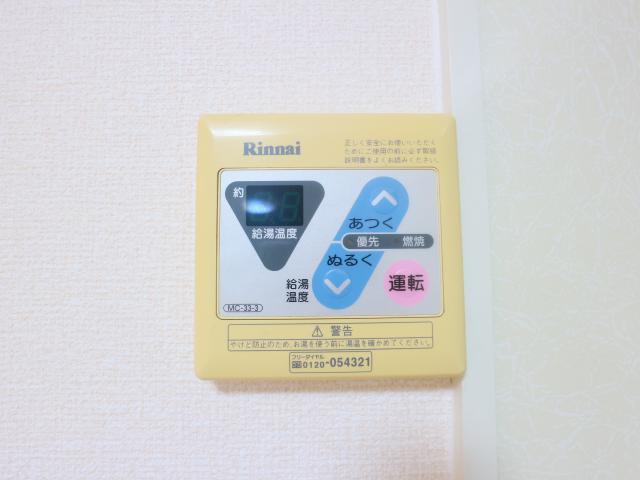 Rinnai
正しく安全にお使いいただく
ためにご使用の前に必ず取扱
説明書をよくお読みください。
約
給湯温度
あつく
優先 燃焼
ぬるく
給湯
温度
運転
MC-33-3
⚠ 警告
やけど防止のため、お湯を使う前に湯温を確かめてください。
フリーダイヤル
0120-054321